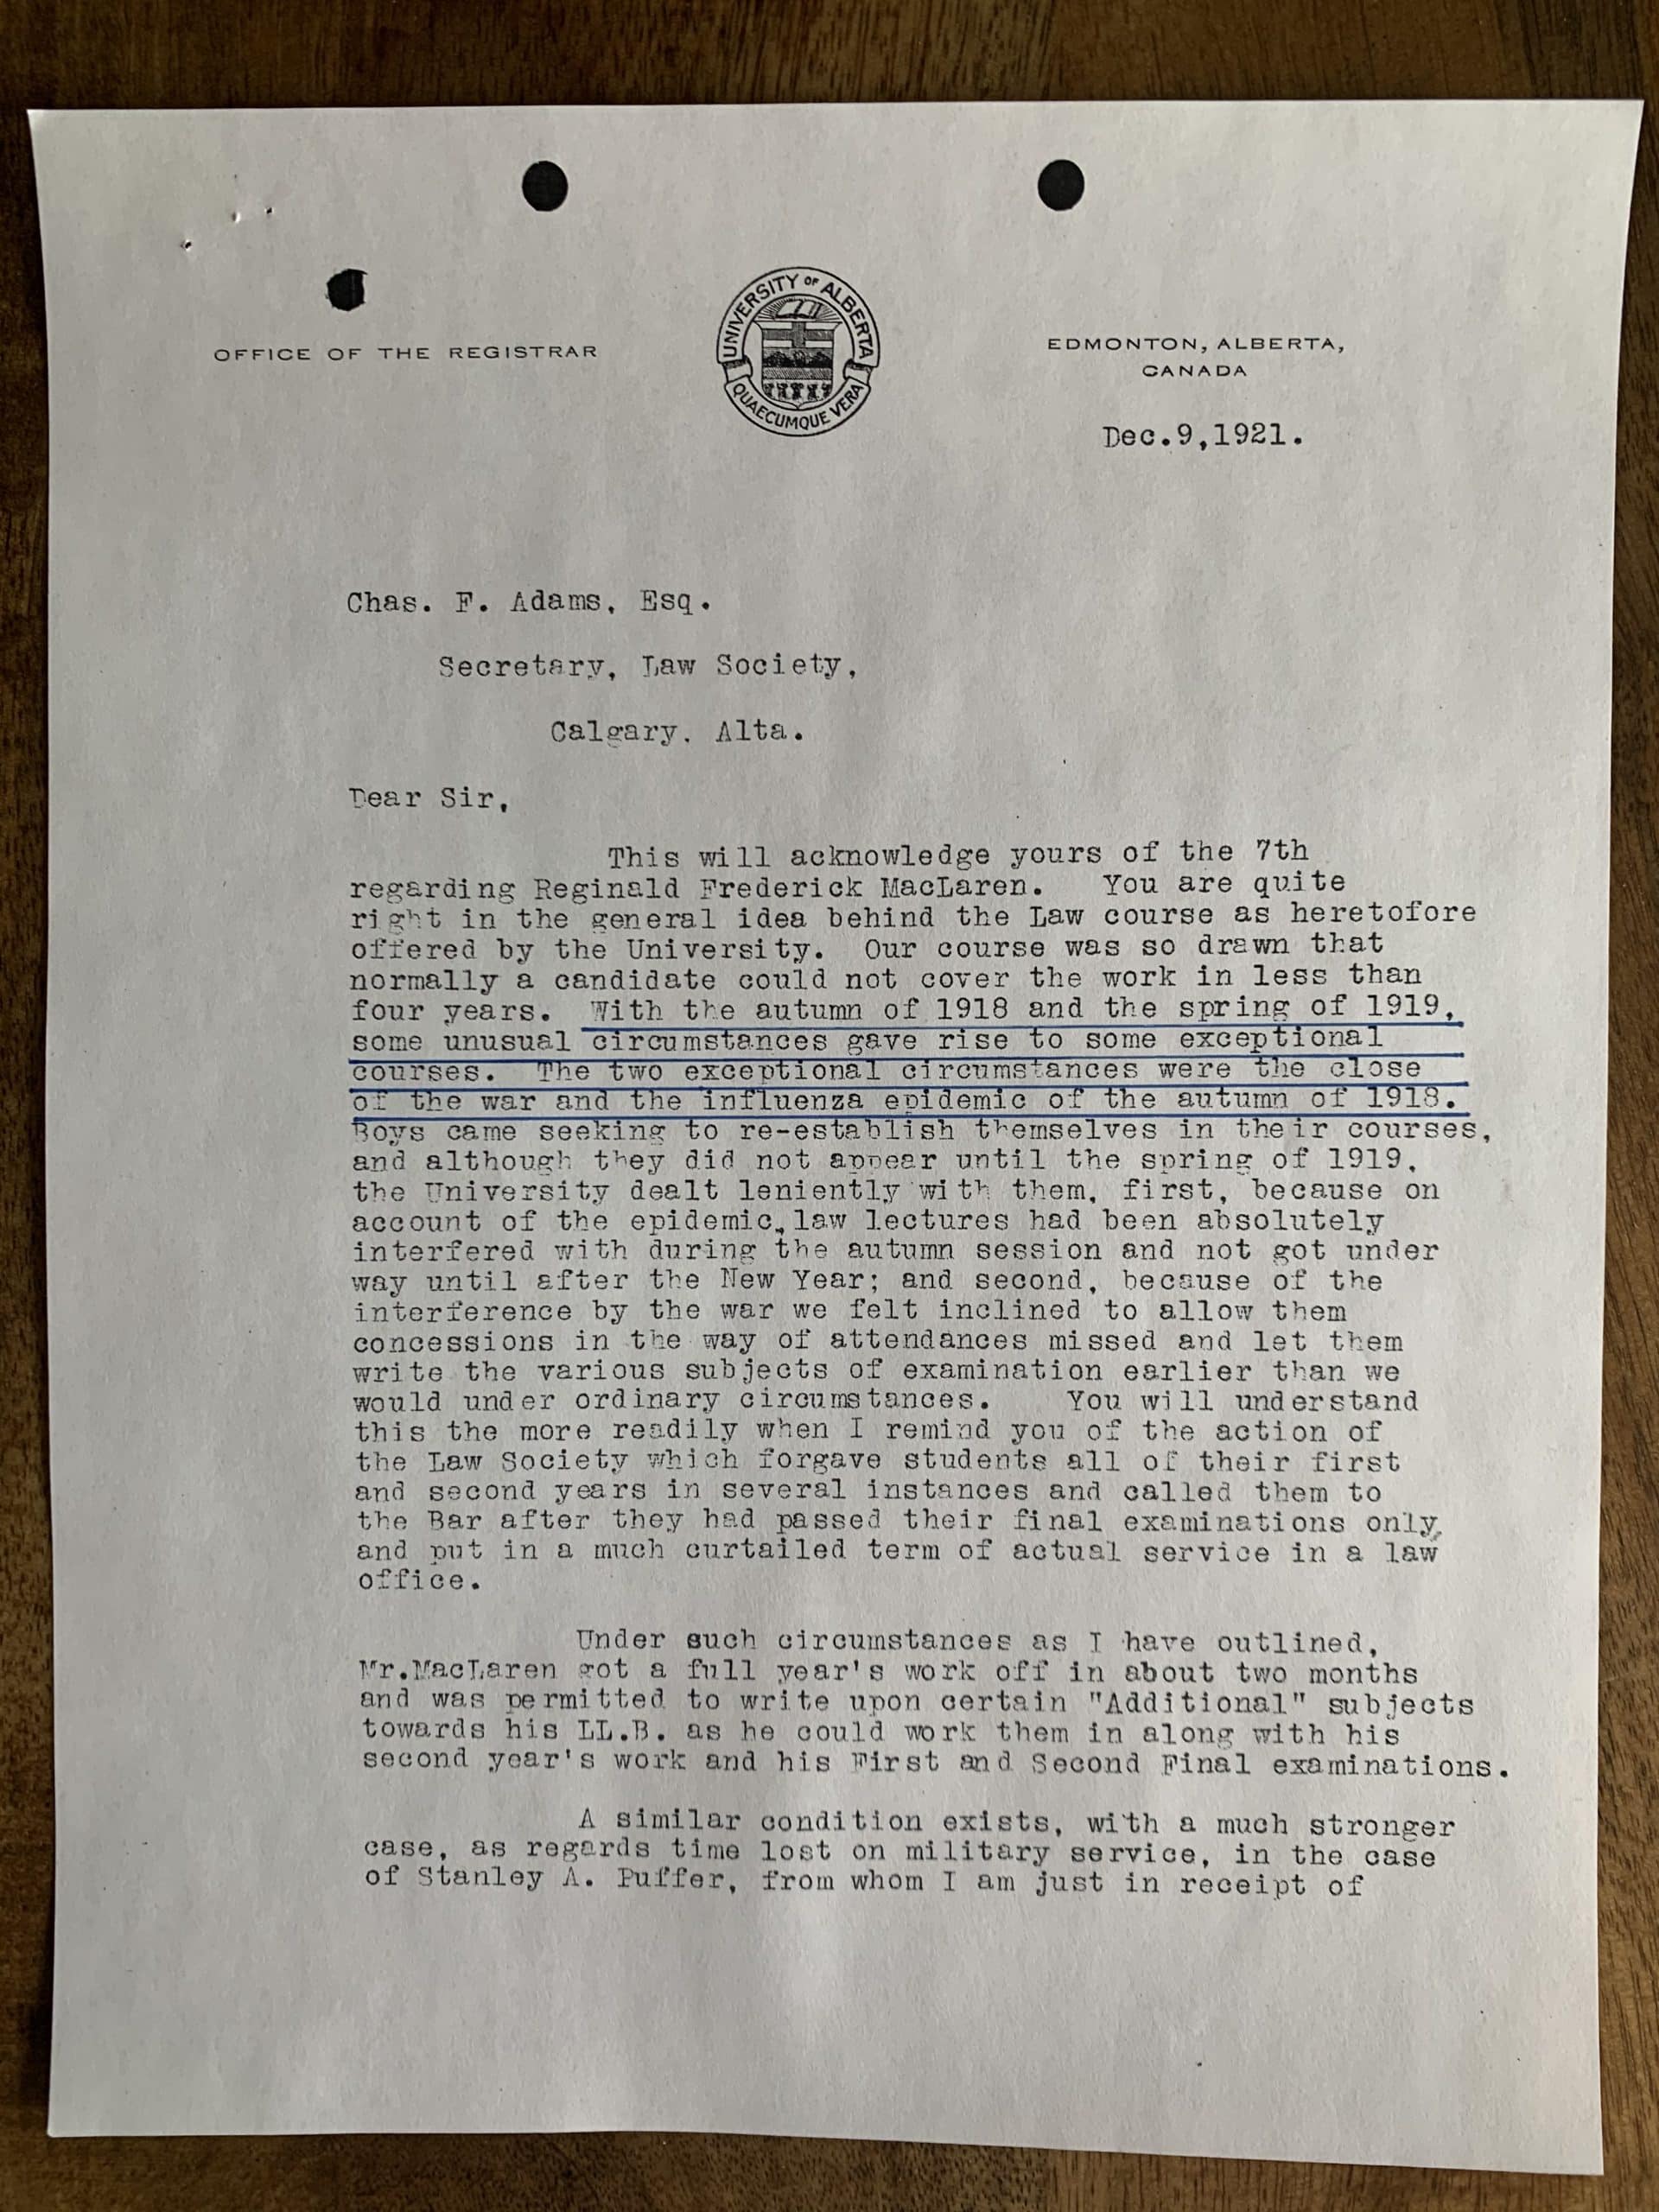 OFFICE OF THE REGISTRAR
UNIVERSITY OF ALBERTA
QUAECUMQUE VERA
EDMONTON, ALBERTA,
CANADA
Dec.9,1921.
Chas. F. Adams, Esq.
Secretary, Law Society,
Calgary. Alta.
Dear Sir,
This will acknowledge yours of the 7th
regarding Reginald Frederick MacLaren. You are quite
right in the general idea behind the Law course as heretofore
offered by the University. Our course was so drawn that
normally a candidate could not cover the work in less than
four years. With the autumn of 1918 and the spring of 1919,
some unusual circumstances gave rise to some exceptional
courses. The two exceptional circumstances were the close
of the war and the influenza epidemic of the autumn of 1918.
Boys came seeking to re-establish themselves in their courses,
and although they did not appear until the spring of 1919,
the University dealt leniently with them, first, because on
account of the epidemic, law lectures had been absolutely
interfered with during the autumn session and not got under
way until after the New Year; and second, because of the
interference by the war we felt inclined to allow them
concessions in the way of attendances missed and let them
write the various subjects of examination earlier than we
would under ordinary circumstances. You will understand
this the more readily when I remind you of the action of
the Law Society which forgave students all of their first
and second years in several instances and called them to
the Bar after they had passed their final examinations only,
and put in a much curtailed term of actual service in a law
office.
Under such circumstances as I have outlined,
Mr.MacLaren got a full year's work off in about two months
and was permitted to write upon certain "Additional" subjects
towards his LL.B. as he could work them in along with his
second year's work and his First and Second Final examinations.
A similar condition exists, with a much stronger
case, as regards time lost on military service, in the case
of Stanley A. Puffer, from whom I am just in receipt of